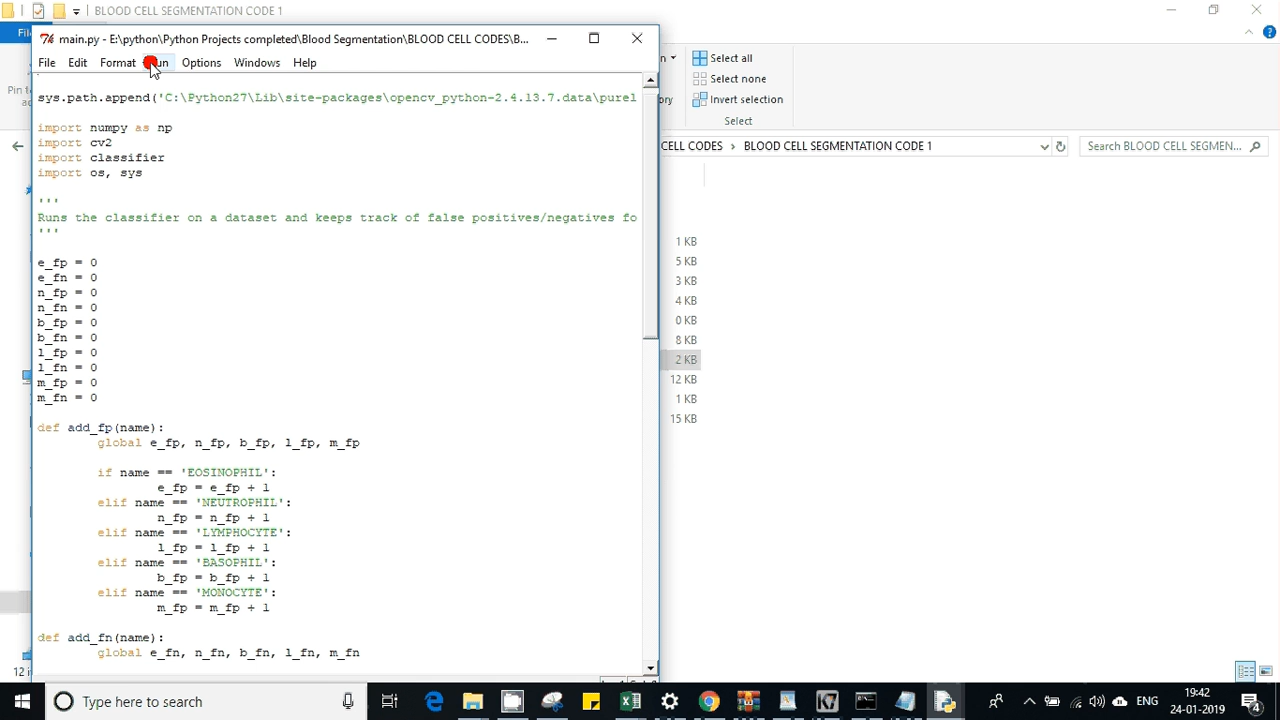 BLOOD CELL SEGMENTATION CODE 1
main.py - E:\python\Python Projects completed\Blood Segmentation\BLOOD CELL CODES\B...
File Edit Format Options Windows Help
Select all
Select none
Invert selection
Select
CELL CODES > BLOOD CELL SEGMENTATION CODE 1
Search BLOOD CELL SEGMEN...
sys.path.append('C:\Python27\Lib\site-packages\opencv_python-2.4.13.7.data\purel
import numpy as np
import cv2
import classifier
import os, sys
'''
Runs the classifier on a dataset and keeps track of false positives/negatives fo
'''
e_fp = 0
e_fn = 0
n_fp = 0
n_fn = 0
b_fp = 0
b_fn = 0
l_fp = 0
l_fn = 0
m_fp = 0
m_fn = 0
def add_fp(name):
global e_fp, n_fp, b_fp, l_fp, m_fp
if name == 'EOSINOPHIL':
e_fp = e_fp + 1
elif name == 'NEUTROPHIL':
n_fp = n_fp + 1
elif name == 'LYMPHOCYTE':
l_fp = l_fp + 1
elif name == 'BASOPHIL':
b_fp = b_fp + 1
elif name == 'MONOCYTE':
m_fp = m_fp + 1
def add_fn(name):
global e_fn, n_fn, b_fn, l_fn, m_fn
1 KB
5 KB
3 KB
4 KB
0 KB
8 KB
2 KB
12 KB
1 KB
15 KB
Type here to search
ENG
19:42
24-01-2019
4